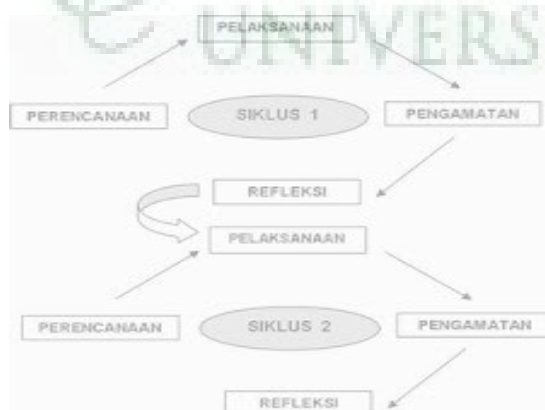 UNIVERS
PELAKSANAAN
PERENCANAAN
SIKLUS 1
PENGAMATAN
REFLEKSI
PELAKSANAAN
PERENCANAAN
SIKLUS 2
PENGAMATAN
REFLEKSI